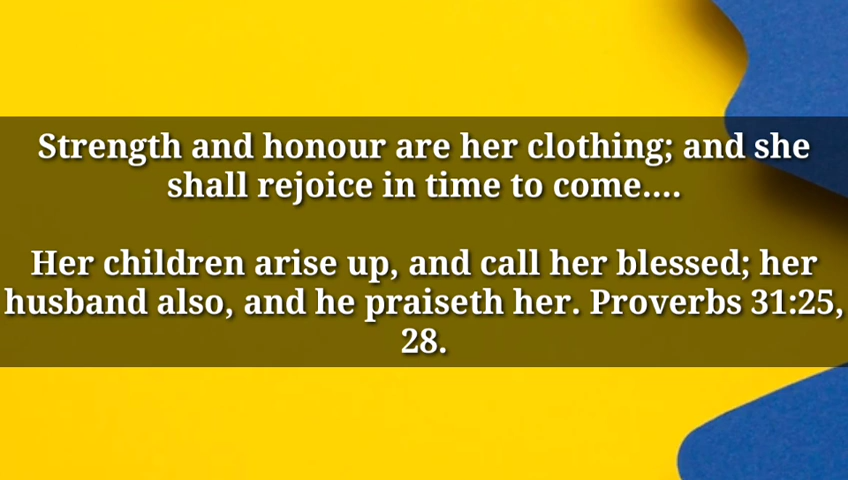 Strength and honour are her clothing; and she
shall rejoice in time to come....
Her children arise up, and call her blessed; her
husband also, and he praiseth her. Proverbs 31:25,
28.